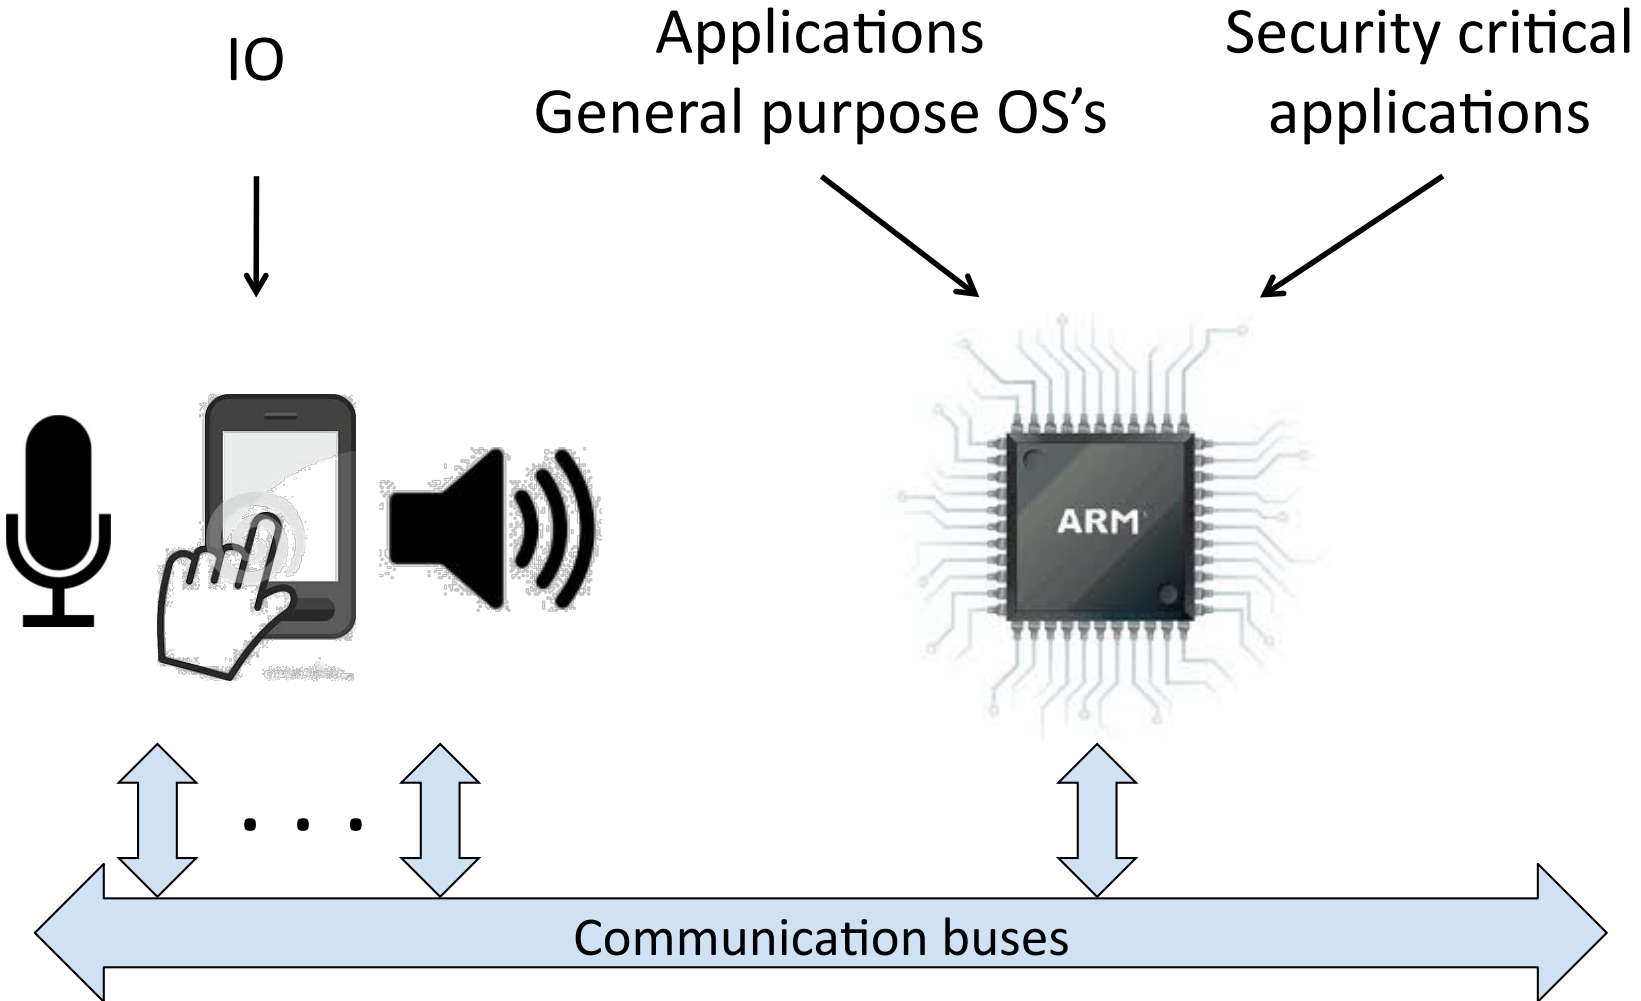 IO
Applications
General purpose OS's
Security critical
applications
ARM
. . .
Communication buses